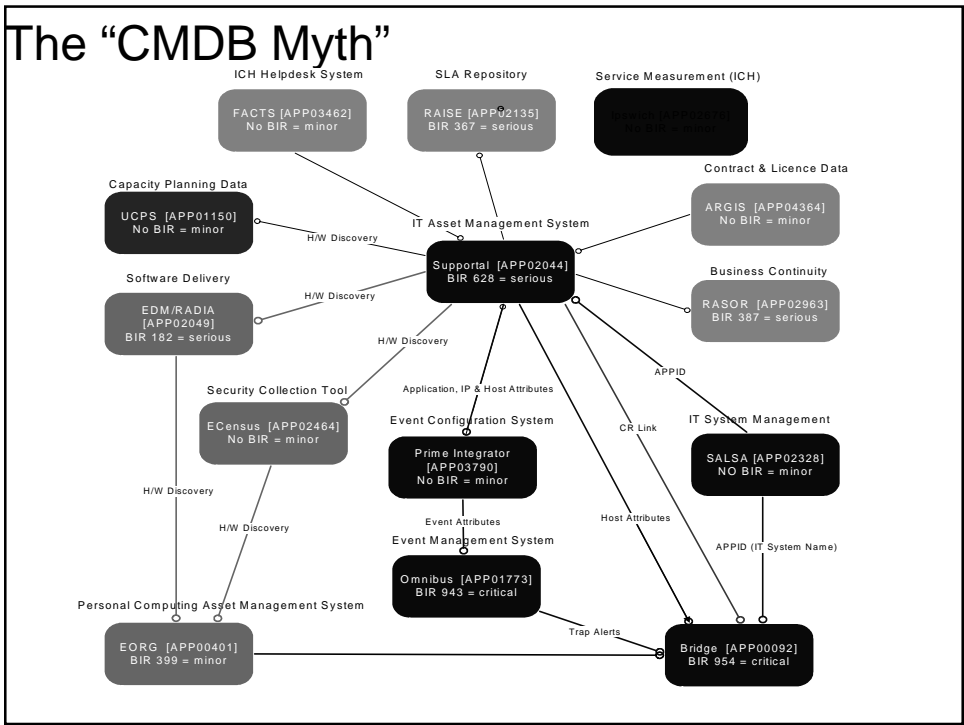 The “CMDB Myth”
ICH Helpdesk System
SLA Repository
Service Measurement (ICH)
FACTS [APP03462]
No BIR = minor
RAISE [APP02135]
BIR 367 = serious
No BIR = minor
Contract & Licence Data
Capacity Planning Data
UCPS [APP01150]
No BIR = minor
ARGIS [APP04364]
No BIR = minor
IT Asset Management System
H/W Discovery
Supportal [APP02044]
BIR 628 = serious
Business Continuity
Software Delivery
RASOR [APP02963]
BIR 387 = serious
H/W Discovery
EDM/RADIA
[APP02049]
BIR 182 = serious
H/W Discovery
APPID
Security Collection Tool
Application, IP & Host Attributes
ECensus [APP02464]
No BIR = minor
Event Configuration System
CR Link
IT System Management
Prime Integrator
[APP03790]
No BIR = minor
SALSA [APP02328]
NO BIR = minor
H/W Discovery
H/W Discovery
Event Attributes
Host Attributes
Event Management System
APPID (IT System Name)
Omnibus [APP01773]
BIR 943 = critical
Personal Computing Asset Management System
Trap Alerts
EORG [APP00401]
BIR 399 = minor
Bridge [APP00092]
BIR 954 = critical